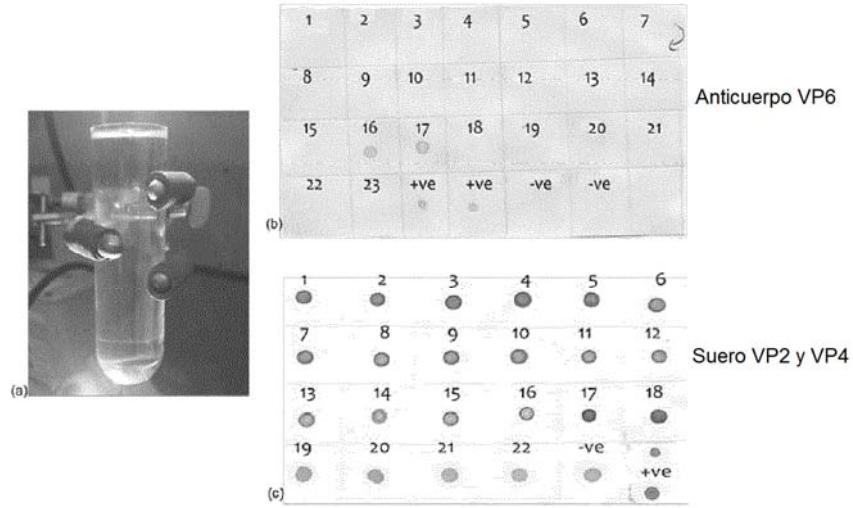 1 2 3 4 5 6 7
8 9 10 11 12 13 14
Anticuerpo VP6
15 16 17 18 19 20 21
22 23 +ve +ve -ve -ve
(b)
1 2 3 4 5 6
7 8 9 10 11 12
Suero VP2 y VP4
13 14 15 16 17 18
(a)
19 20 21 22 -ve +ve
(c)